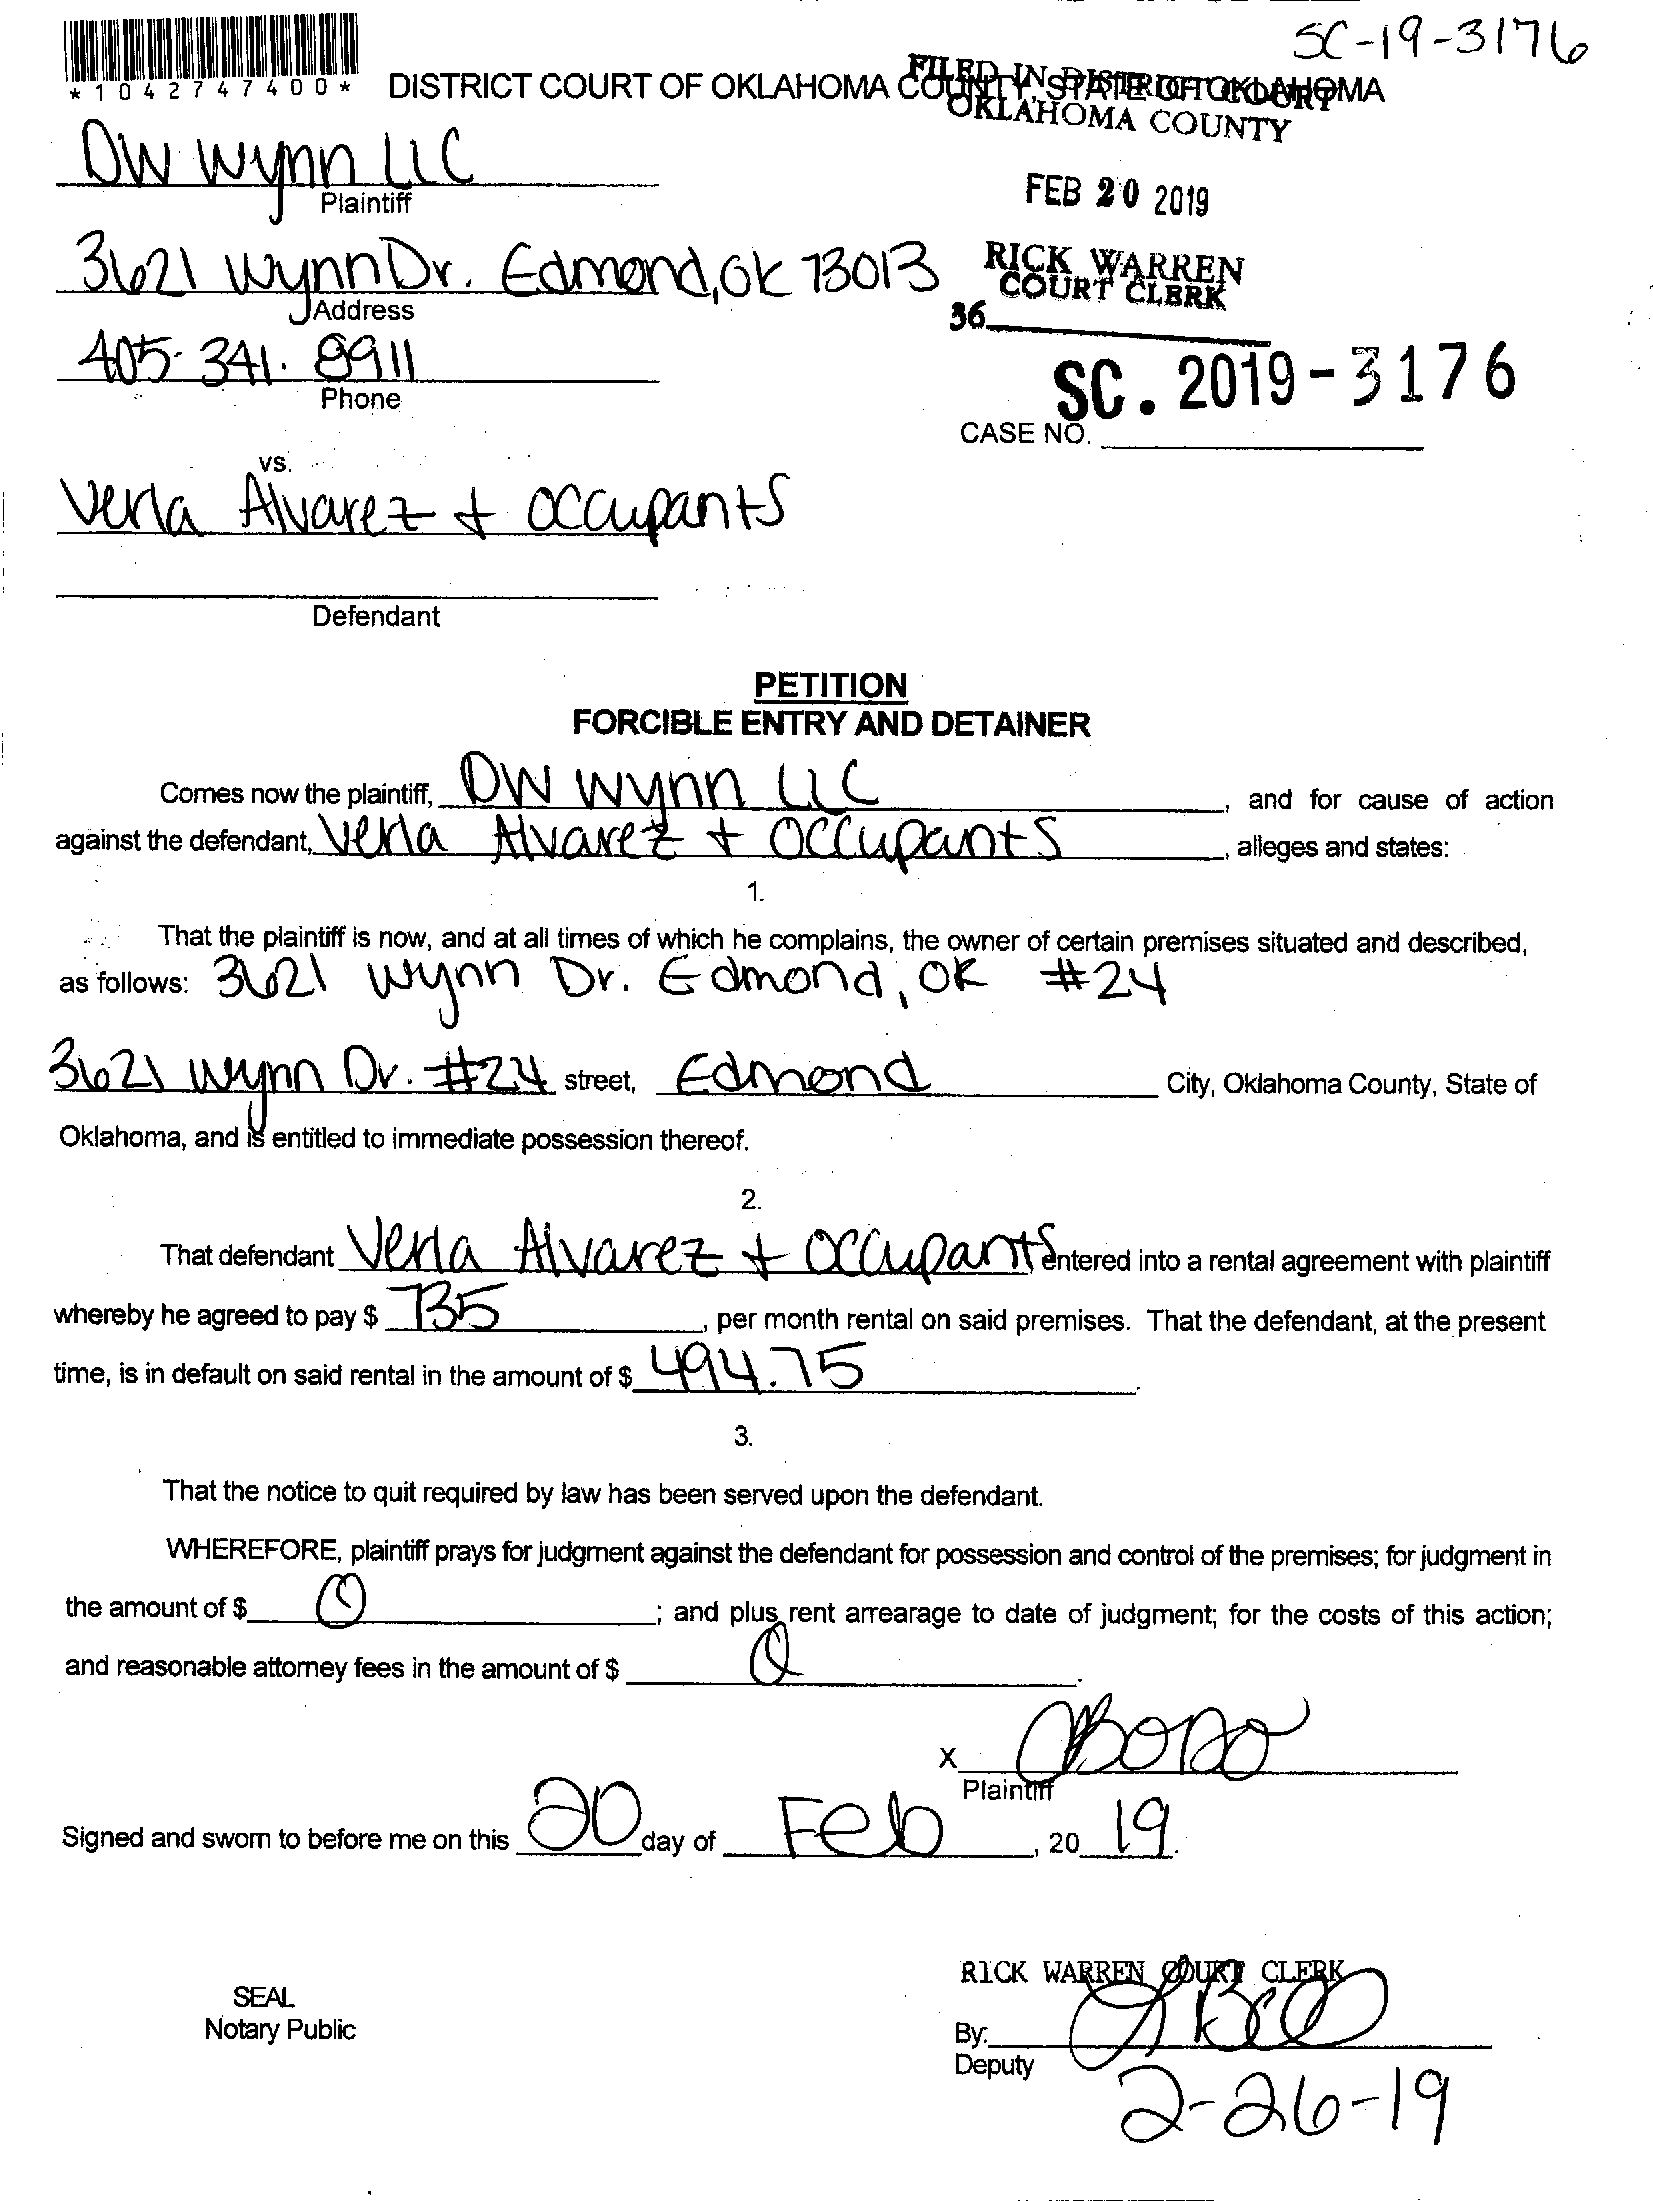 SC-19-3176
*1042747400*
DISTRICT COURT OF OKLAHOMA COUNTY, STATE OF OKLAHOMA
FILED IN DISTRICT COURT
OKLAHOMA COUNTY
DW Wynn LLC
Plaintiff
FEB 20 2019
3621 Wynn Dr. Edmond, OK 73013
Address
RICK WARREN
COURT CLERK
36
405-341-8911
Phone
SC. 2019-3176
CASE NO.
vs.
Verla Alvarez + Occupants
Defendant
PETITION
FORCIBLE ENTRY AND DETAINER
Comes now the plaintiff, DW Wynn LLC, and for cause of action
against the defendant, Verla Alvarez + Occupants, alleges and states:
1.
That the plaintiff is now, and at all times of which he complains, the owner of certain premises situated and described,
as follows: 3621 Wynn Dr. Edmond, OK #24
3621 Wynn Dr. #24 street, Edmond City, Oklahoma County, State of
Oklahoma, and is entitled to immediate possession thereof.
2.
That defendant Verla Alvarez + Occupants entered into a rental agreement with plaintiff
whereby he agreed to pay $ 735, per month rental on said premises. That the defendant, at the present
time, is in default on said rental in the amount of $ 494.75.
3.
That the notice to quit required by law has been served upon the defendant.
WHEREFORE, plaintiff prays for judgment against the defendant for possession and control of the premises; for judgment in
the amount of $ 0; and plus rent arrearage to date of judgment; for the costs of this action;
and reasonable attorney fees in the amount of $ 0.
X
Plaintiff
Signed and sworn to before me on this 20 day of Feb, 20 19.
RICK WARREN COURT CLERK
SEAL
Notary Public
By:
Deputy
2-26-19